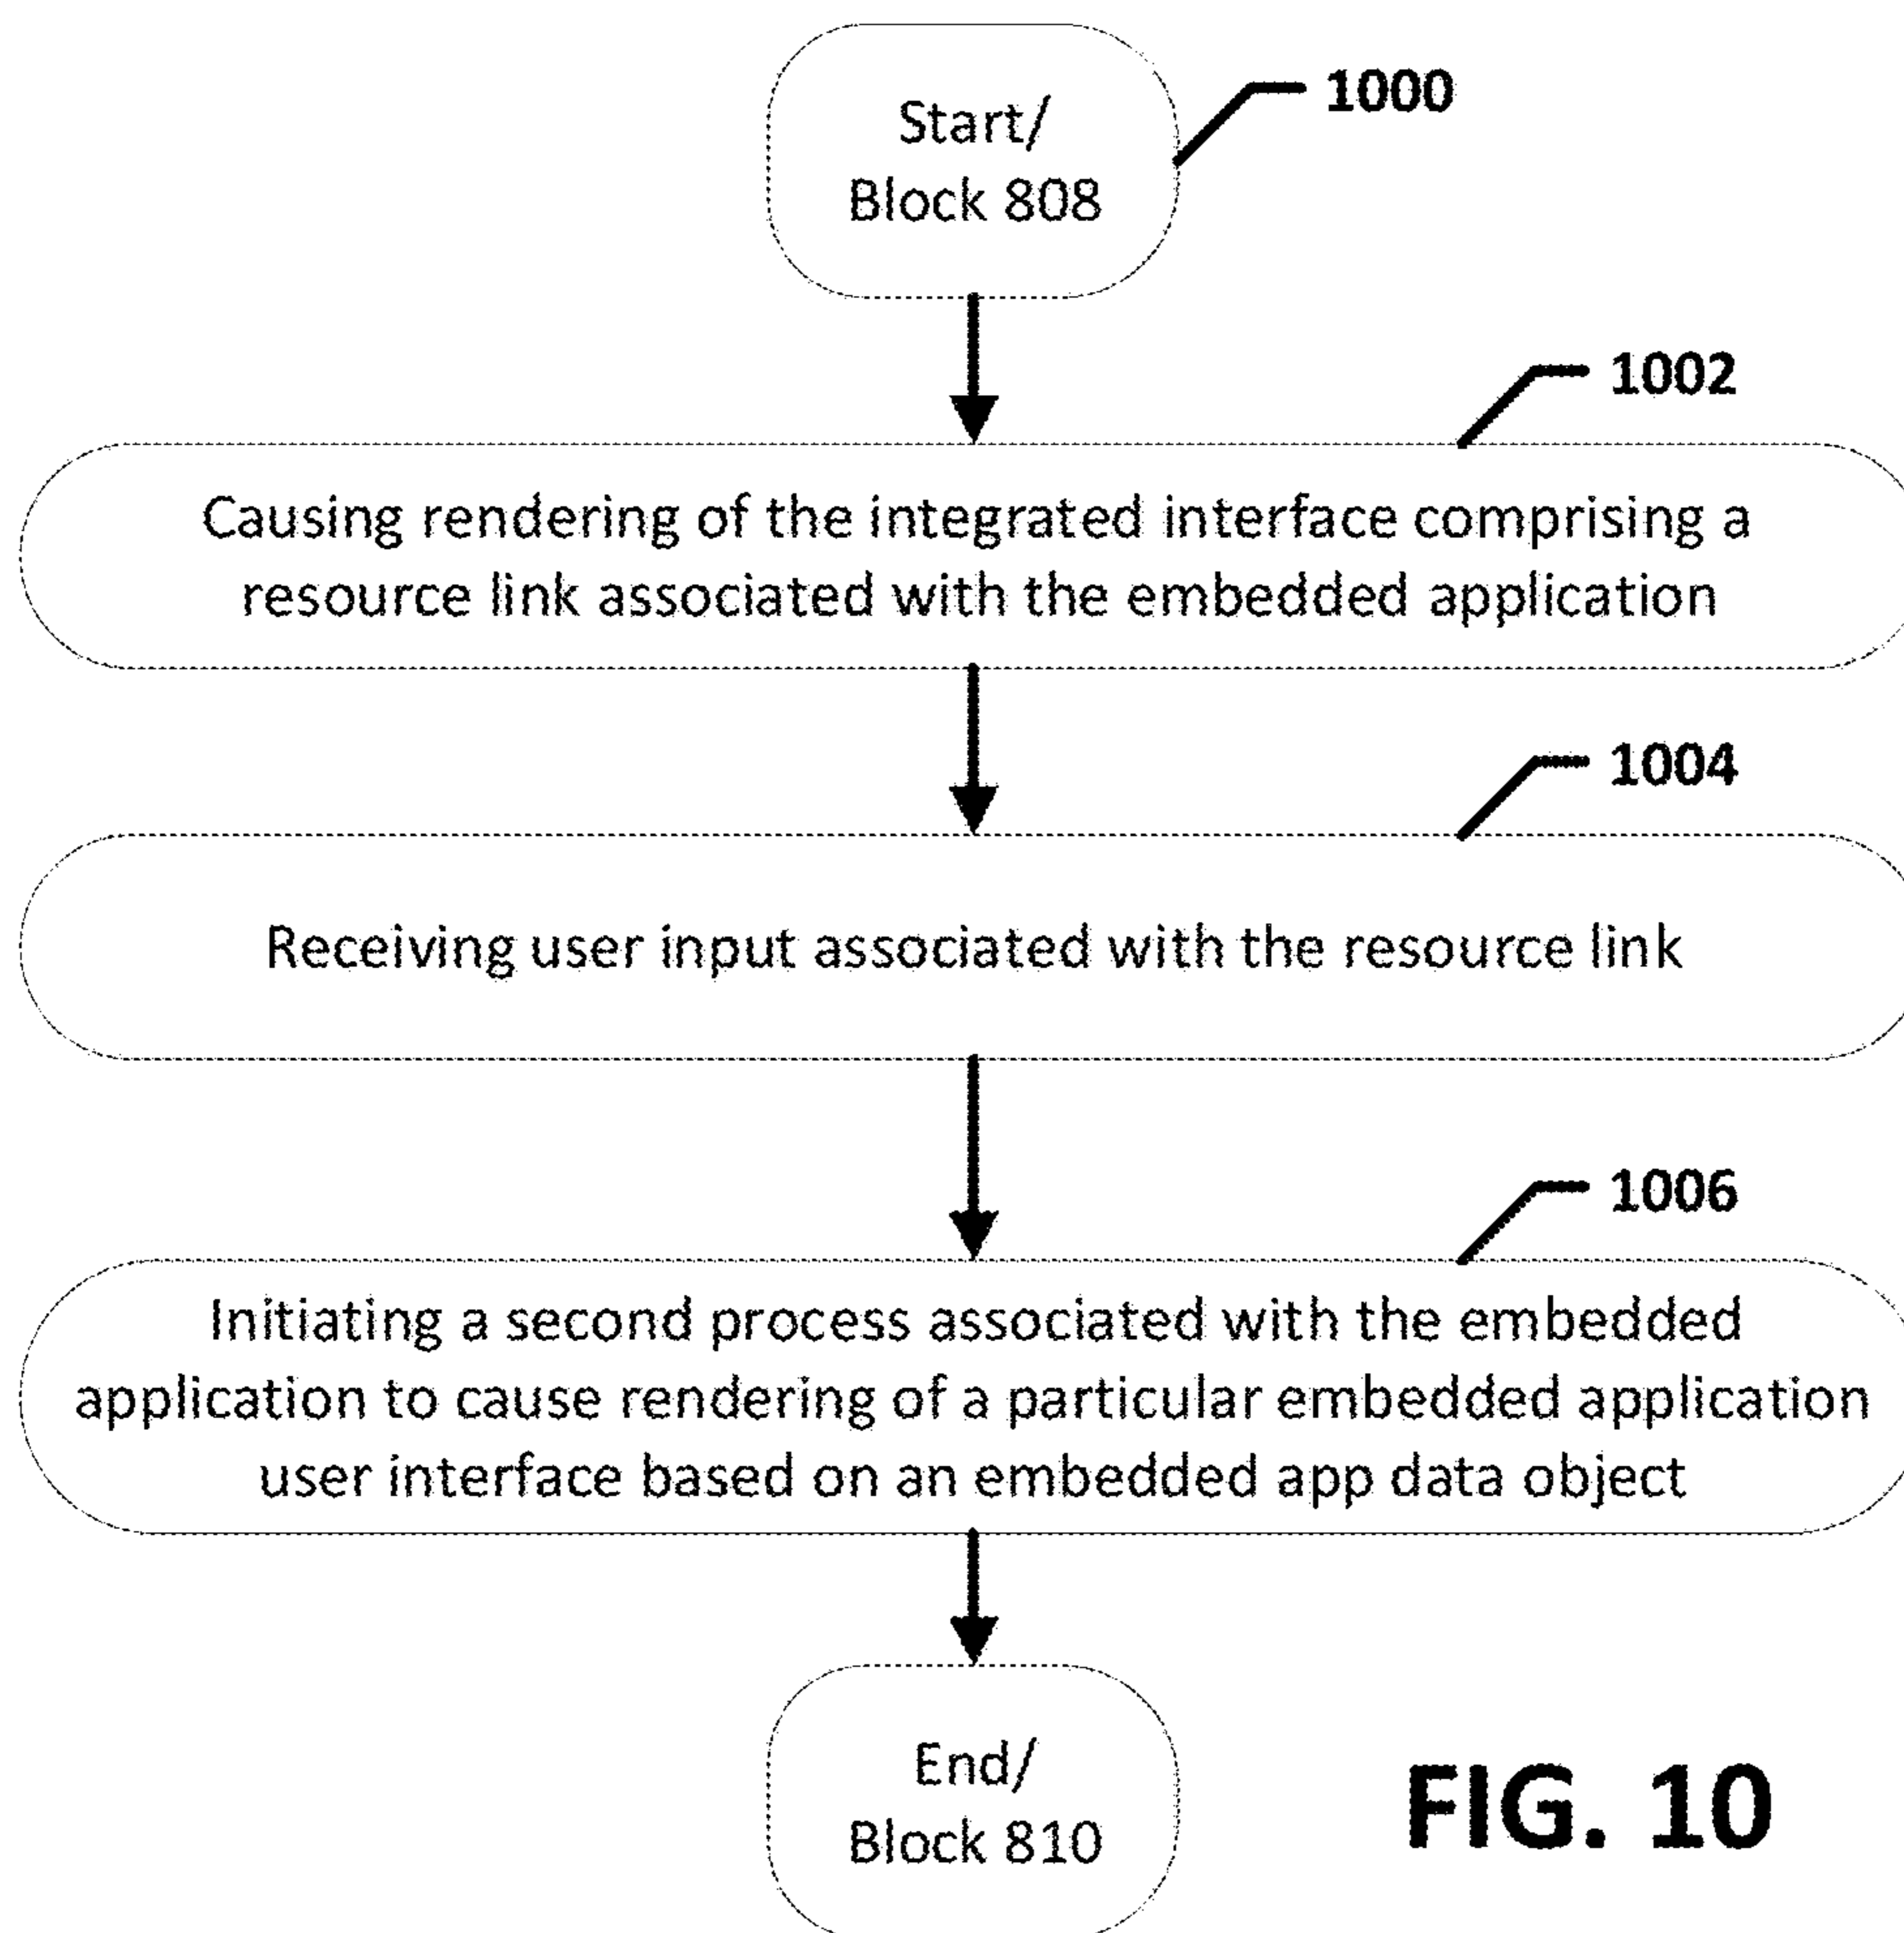 Start/
Block 808
1000
1002
Causing rendering of the integrated interface comprising a
resource link associated with the embedded application
1004
Receiving user input associated with the resource link
1006
Initiating a second process associated with the embedded
application to cause rendering of a particular embedded application
user interface based on an embedded app data object
End/
Block 810
FIG. 10